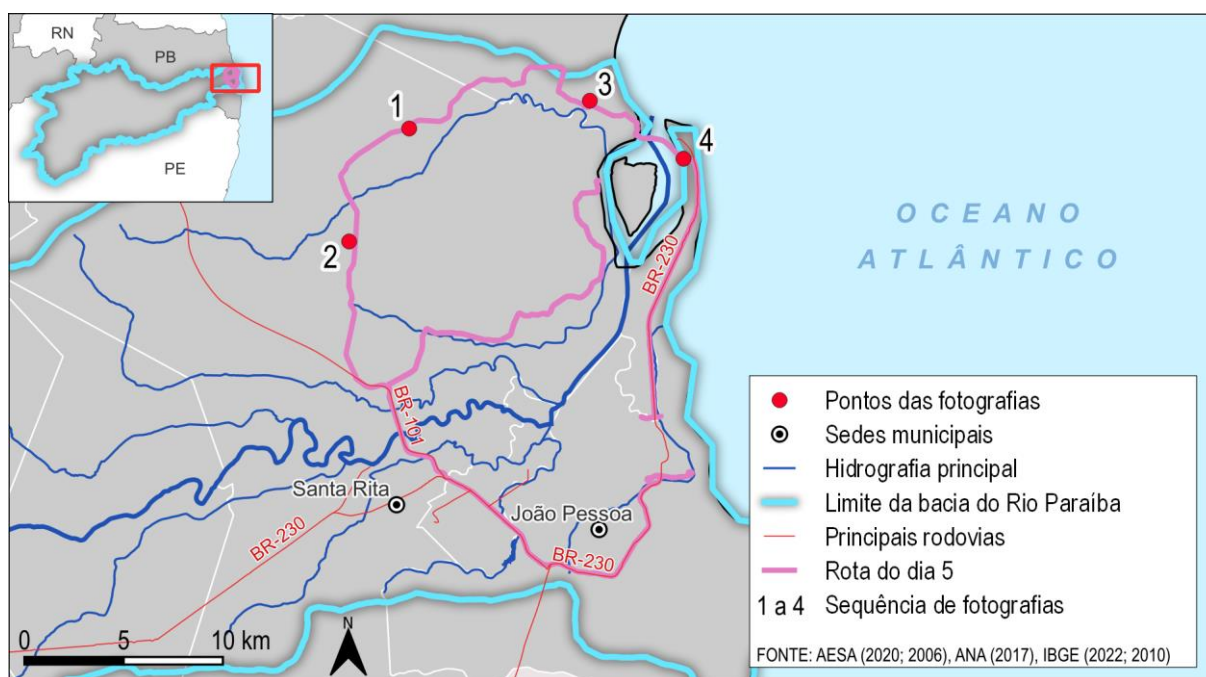 RN
PB
PE
1
2
3
4
OCEANO
ATLÂNTICO
BR-230
BR-101
Santa Rita
João Pessoa
BR-230
BR-230
0 5 10 km
N
Pontos das fotografias
Sedes municipais
Hidrografia principal
Limite da bacia do Rio Paraíba
Principais rodovias
Rota do dia 5
1 a 4 Sequência de fotografias
FONTE: AESA (2020; 2006), ANA (2017), IBGE (2022; 2010)